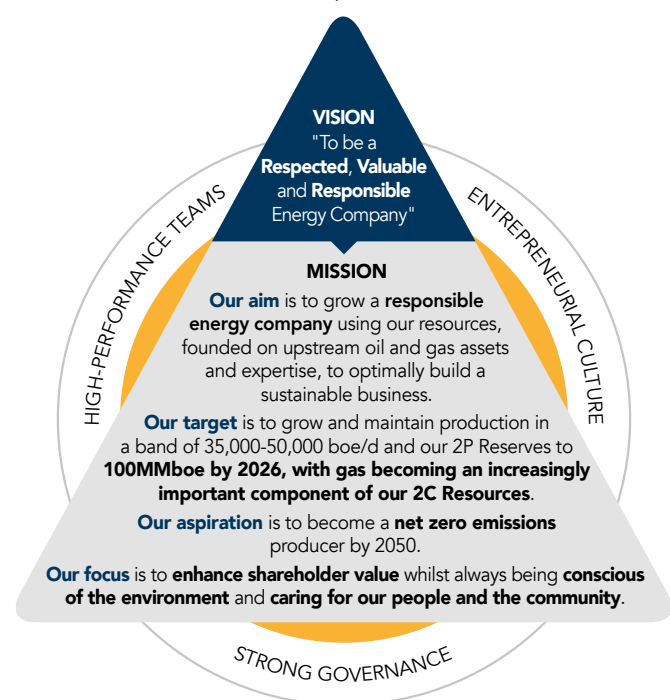 VISION
"To be a
Respected, Valuable
and Responsible
Energy Company"
HIGH-PERFORMANCE TEAMS
ENTREPRENEURIAL CULTURE
MISSION
Our aim is to grow a responsible
energy company using our resources,
founded on upstream oil and gas assets
and expertise, to optimally build a
sustainable business.
Our target is to grow and maintain production in
a band of 35,000-50,000 boe/d and our 2P Reserves to
100MMboe by 2026, with gas becoming an increasingly
important component of our 2C Resources.
Our aspiration is to become a net zero emissions
producer by 2050.
Our focus is to enhance shareholder value whilst always being conscious
of the environment and caring for our people and the community.
STRONG GOVERNANCE